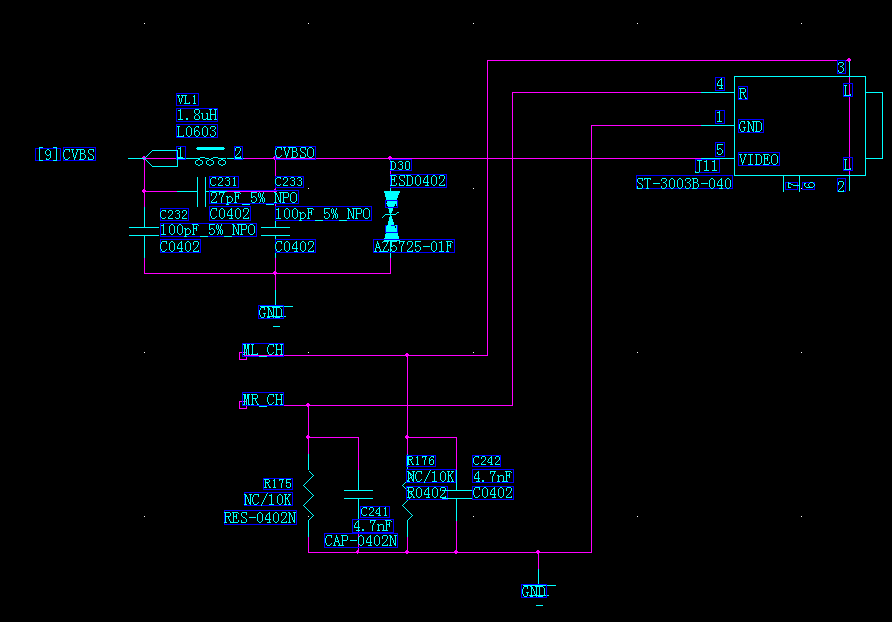 3
4
R
L
VL1
1.8uH
L0603
1
GND
[9]CVBS
1
2
CVBSO
5
VIDEO
L
J11
D30
ESD0402
ST-3003B-040
7
6
2
C231
27pF_5%_NPO
C0402
C233
100pF_5%_NPO
C0402
C232
100pF_5%_NPO
C0402
AZ5725-01F
GND
ML_CH
MR_CH
R176
NC/10K
R0402
C242
4.7nF
C0402
R175
NC/10K
RES-0402N
C241
4.7nF
CAP-0402N
GND